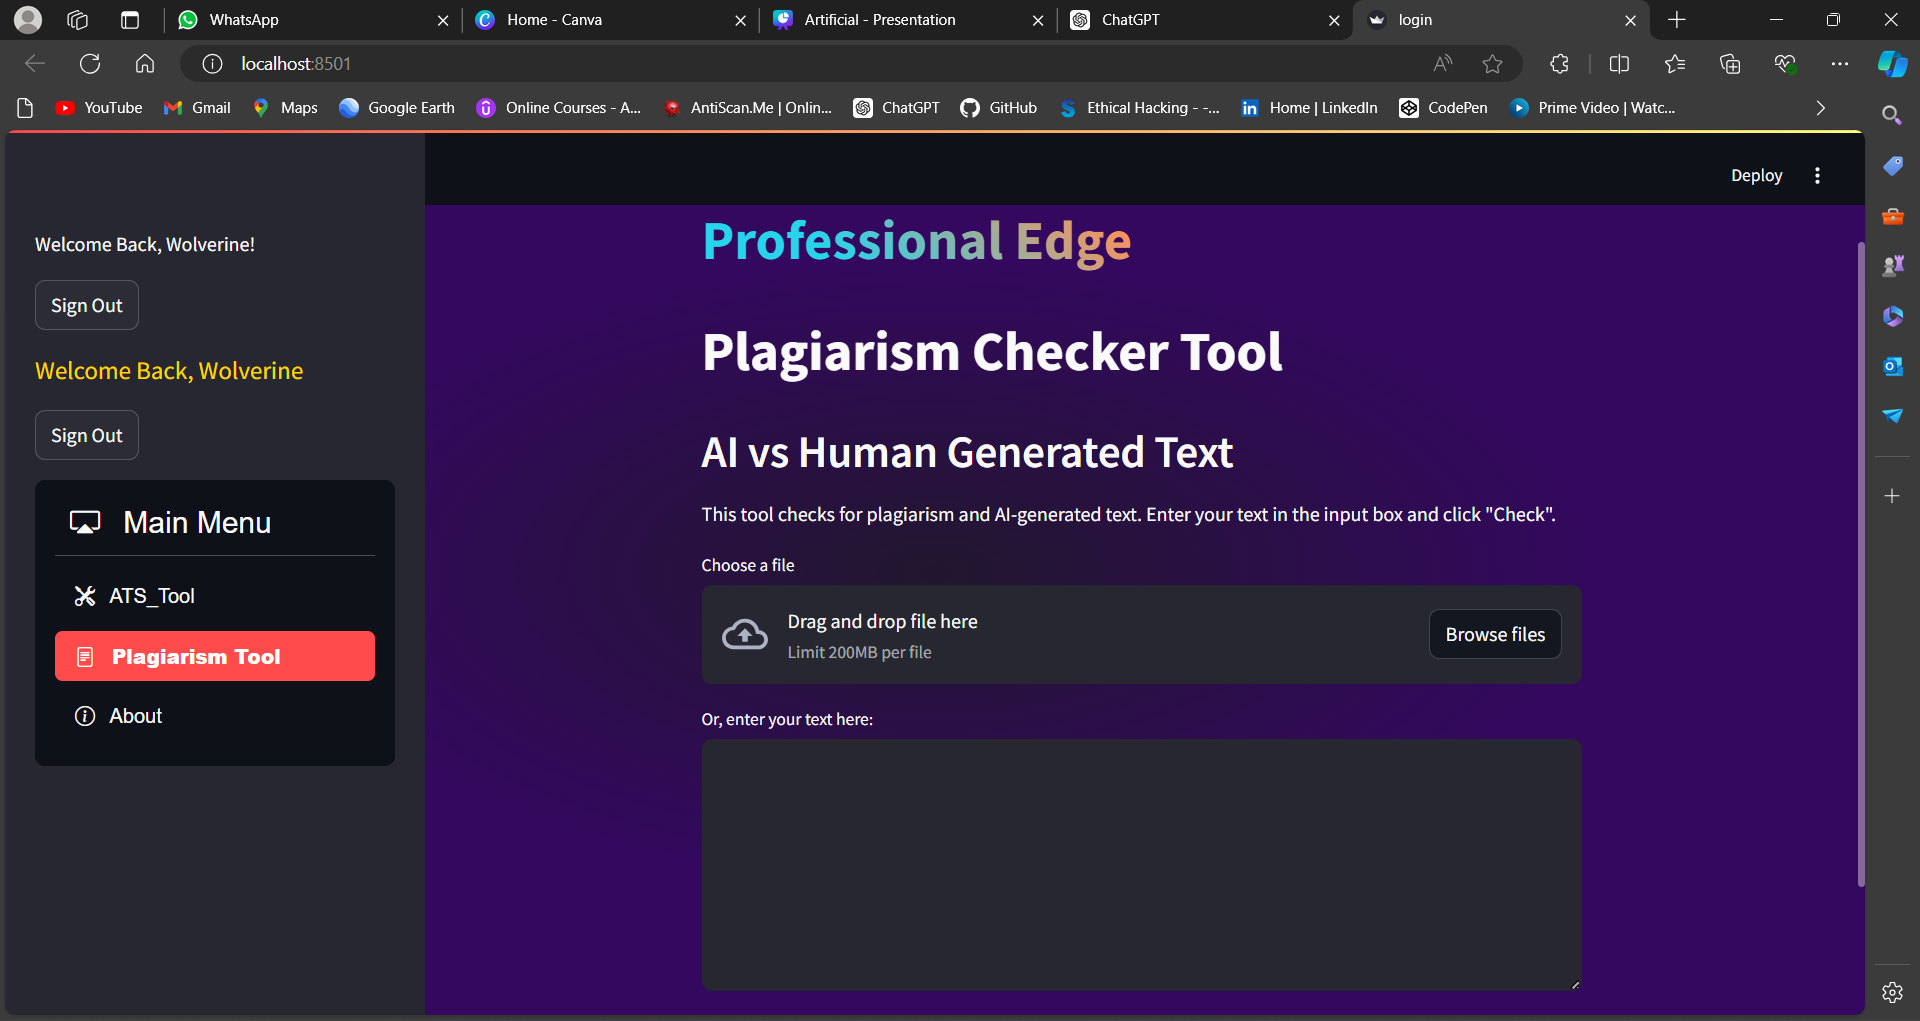 WhatsApp
Home - Canva
Artificial - Presentation
ChatGPT
login
localhost:8501
YouTube
Gmail
Maps
Google Earth
Online Courses - A...
AntiScan.Me | Onlin...
ChatGPT
GitHub
Ethical Hacking - -...
Home | LinkedIn
CodePen
Prime Video | Watc...
Deploy
Welcome Back, Wolverine!
Sign Out
Welcome Back, Wolverine
Sign Out
Main Menu
ATS_Tool
Plagiarism Tool
About
Professional Edge
Plagiarism Checker Tool
AI vs Human Generated Text
This tool checks for plagiarism and AI-generated text. Enter your text in the input box and click "Check".
Choose a file
Drag and drop file here
Limit 200MB per file
Browse files
Or, enter your text here: